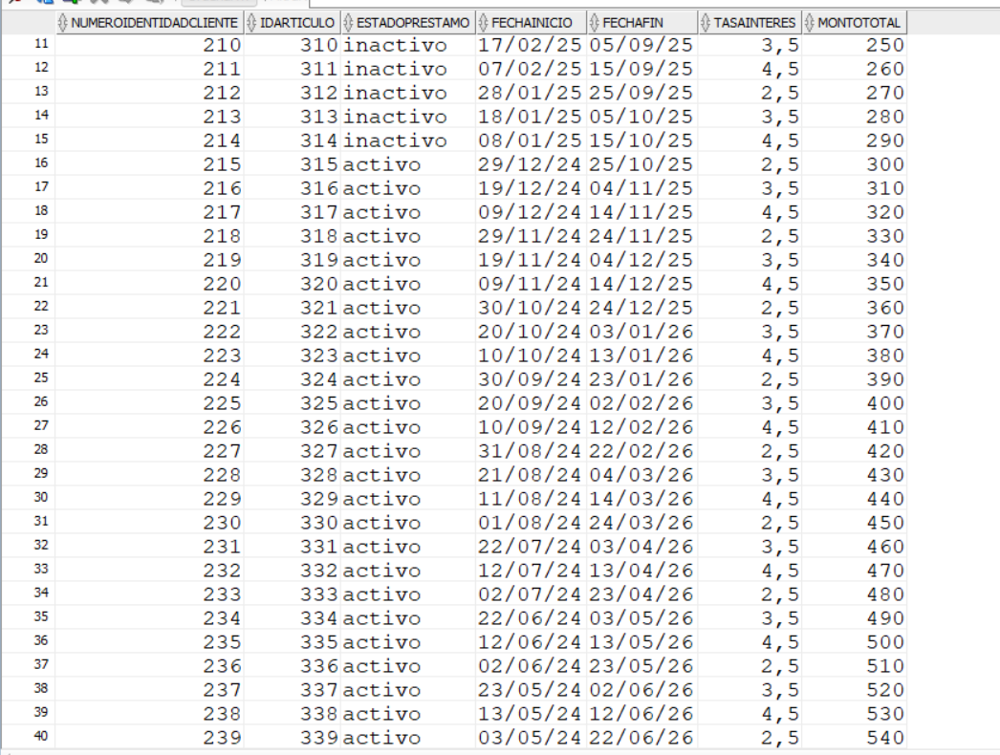 NUMEROIDENTIDADCLIENTE IDARTICULO ESTADOPRESTAMO FECHAINICIO FECHAFIN TASAINTERES MONTOTOTAL
11 210 310 inactivo 17/02/25 05/09/25 3,5 250
12 211 311 inactivo 07/02/25 15/09/25 4,5 260
13 212 312 inactivo 28/01/25 25/09/25 2,5 270
14 213 313 inactivo 18/01/25 05/10/25 3,5 280
15 214 314 inactivo 08/01/25 15/10/25 4,5 290
16 215 315 activo 29/12/24 25/10/25 2,5 300
17 216 316 activo 19/12/24 04/11/25 3,5 310
18 217 317 activo 09/12/24 14/11/25 4,5 320
19 218 318 activo 29/11/24 24/11/25 2,5 330
20 219 319 activo 19/11/24 04/12/25 3,5 340
21 220 320 activo 09/11/24 14/12/25 4,5 350
22 221 321 activo 30/10/24 24/12/25 2,5 360
23 222 322 activo 20/10/24 03/01/26 3,5 370
24 223 323 activo 10/10/24 13/01/26 4,5 380
25 224 324 activo 30/09/24 23/01/26 2,5 390
26 225 325 activo 20/09/24 02/02/26 3,5 400
27 226 326 activo 10/09/24 12/02/26 4,5 410
28 227 327 activo 31/08/24 22/02/26 2,5 420
29 228 328 activo 21/08/24 04/03/26 3,5 430
30 229 329 activo 11/08/24 14/03/26 4,5 440
31 230 330 activo 01/08/24 24/03/26 2,5 450
32 231 331 activo 22/07/24 03/04/26 3,5 460
33 232 332 activo 12/07/24 13/04/26 4,5 470
34 233 333 activo 02/07/24 23/04/26 2,5 480
35 234 334 activo 22/06/24 03/05/26 3,5 490
36 235 335 activo 12/06/24 13/05/26 4,5 500
37 236 336 activo 02/06/24 23/05/26 2,5 510
38 237 337 activo 23/05/24 02/06/26 3,5 520
39 238 338 activo 13/05/24 12/06/26 4,5 530
40 239 339 activo 03/05/24 22/06/26 2,5 540